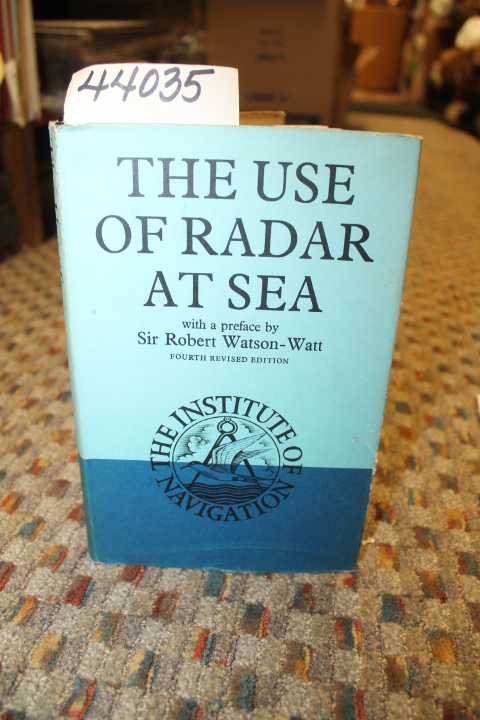 44035
THE USE
OF RADAR
AT SEA
with a preface by
Sir Robert Watson-Watt
FOURTH REVISED EDITION
THE INSTITUTE OF
NAVIGATION